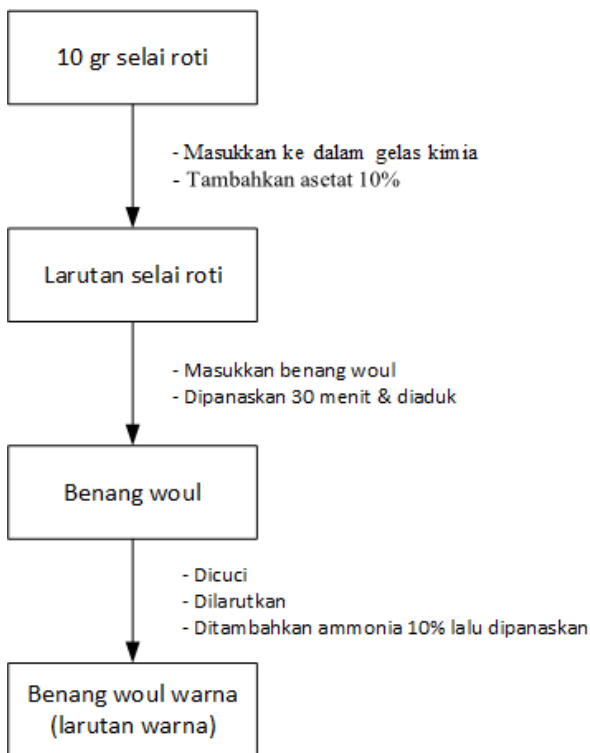 10 gr selai roti
- Masukkan ke dalam gelas kimia
- Tambahkan asetat 10%
Larutan selai roti
- Masukkan benang woul
- Dipanaskan 30 menit & diaduk
Benang woul
- Dicuci
- Dilarutkan
- Ditambahkan ammonia 10% lalu dipanaskan
Benang woul warna
(larutan warna)